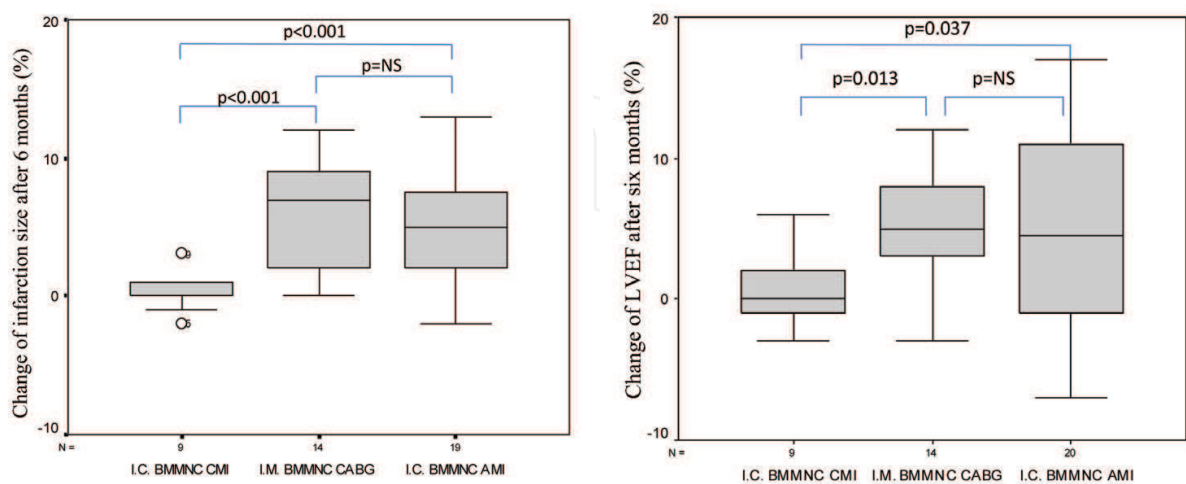 Change of infarction size after 6 months (%)
20
10
0
-10
p<0.001
p=NS
p<0.001
9
5
N =
9
14
19
I.C. BMMNC CMI
I.M. BMMNC CABG
I.C. BMMNC AMI
Change of LVEF after six months (%)
20
10
0
-10
p=0.037
p=0.013
p=NS
N =
9
14
20
I.C. BMMNC CMI
I.M. BMMNC CABG
I.C. BMMNC AMI